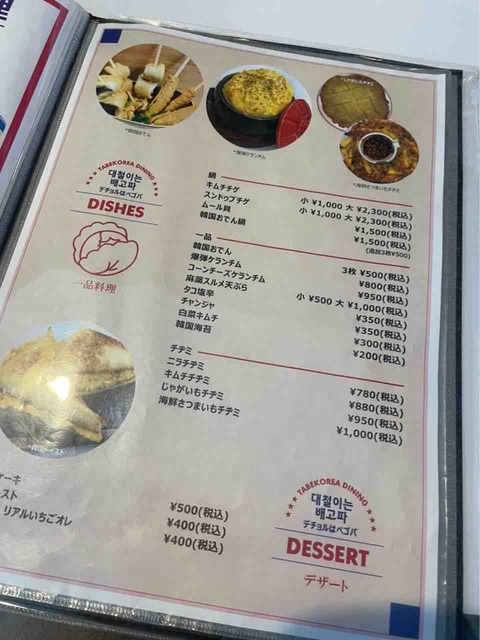 *韓国おでん
*爆弾ケランチム
*じゃがいもチヂミ
*海鮮さつまいもチヂミ
TABEKOREA DINING
대철이는
배고파
デチョルはペゴパ
DISHES
一品料理
鍋
キムチチゲ 小 ¥1,000 大 ¥2,300(税込)
スンドゥブチゲ 小 ¥1,000 大 ¥2,300(税込)
ムール貝 ¥1,500(税込)
韓国おでん鍋 ¥1,500(税込)
(追加3枚¥500)
一品
韓国おでん 3枚 ¥500(税込)
爆弾ケランチム ¥800(税込)
コーンチーズケランチム ¥950(税込)
麻薬スルメ天ぷら 小 ¥500 大 ¥1,000(税込)
タコ塩辛 ¥350(税込)
チャンジャ ¥350(税込)
白菜キムチ ¥300(税込)
韓国海苔 ¥200(税込)
チヂミ
ニラチヂミ ¥780(税込)
キムチチヂミ ¥880(税込)
じゃがいもチヂミ ¥950(税込)
海鮮さつまいもチヂミ ¥1,000(税込)
ケーキ ¥500(税込)
スト ¥400(税込)
リアルいちごオレ ¥400(税込)
TABEKOREA DINING
대철이는
배고파
デチョルはペゴパ
DESSERT
デザート